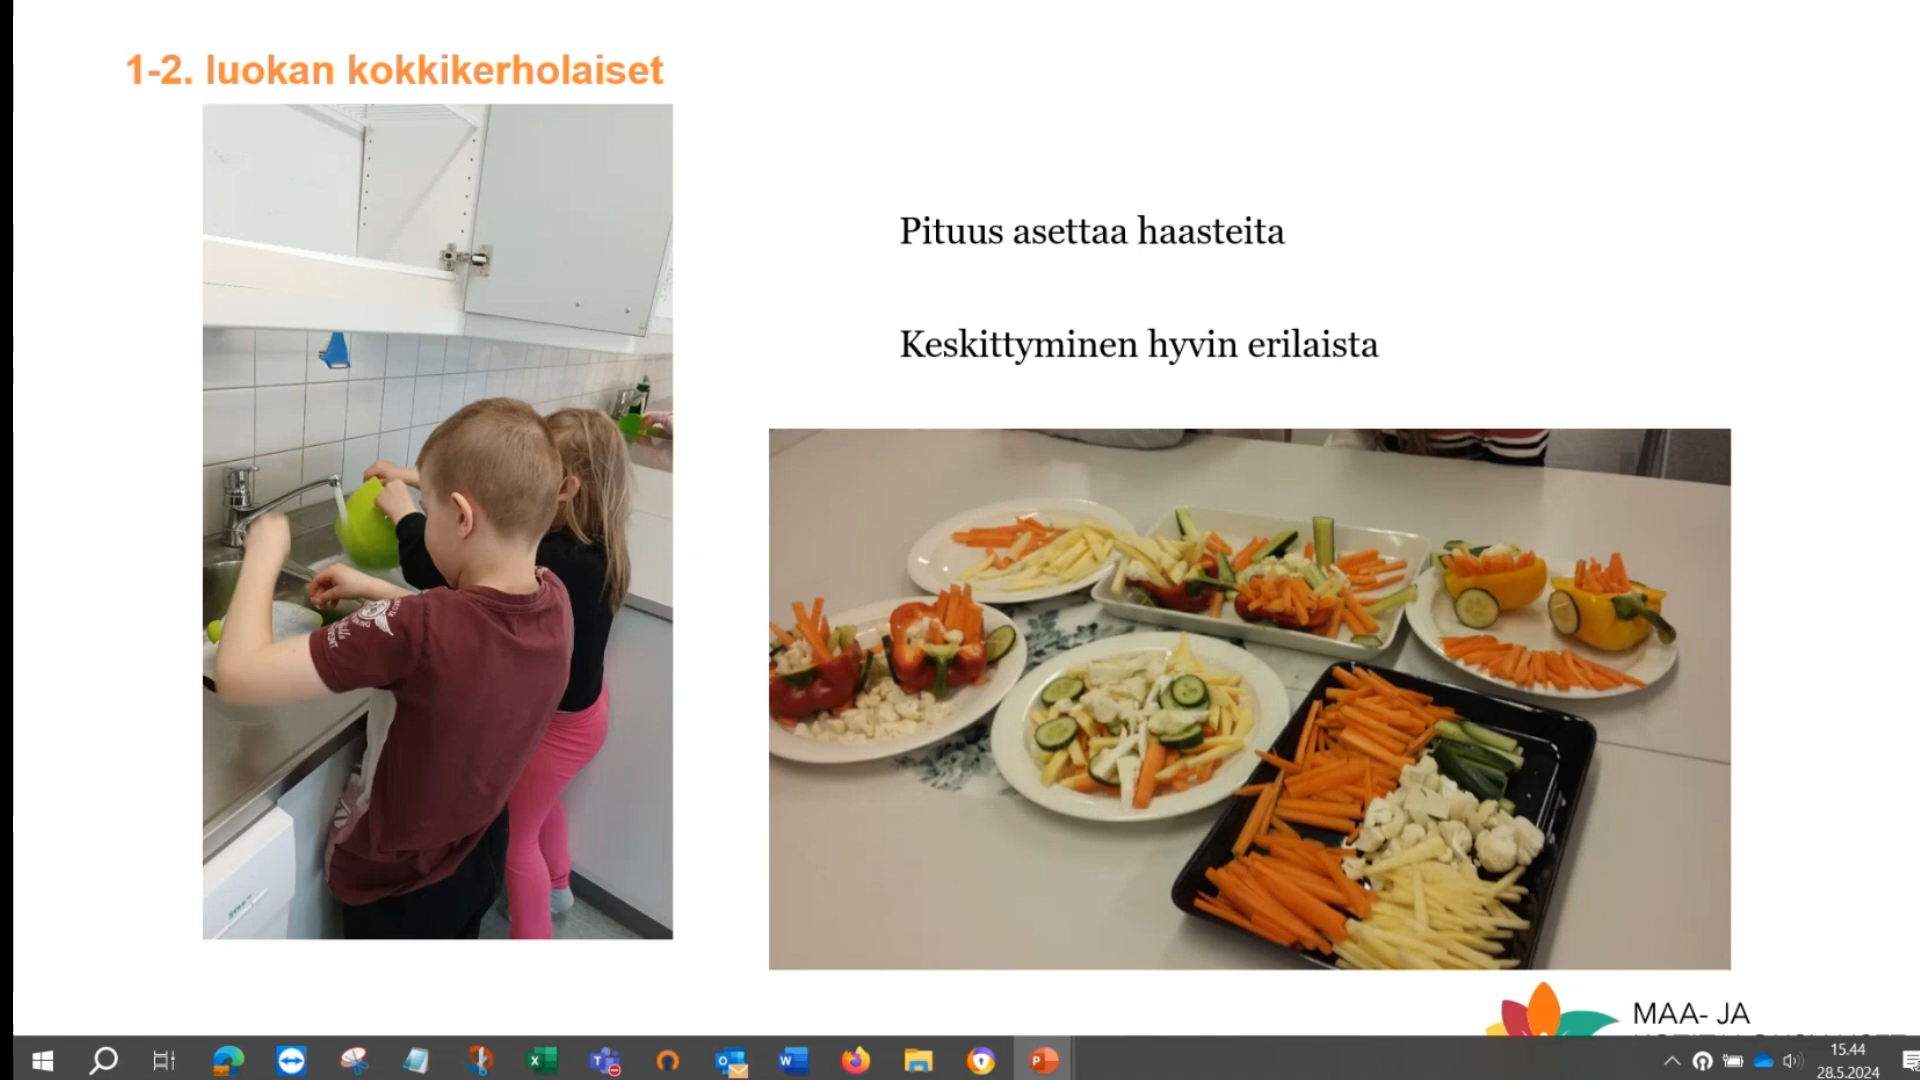 1-2. luokan kokkikerholaiset
Pituus asettaa haasteita
Keskittyminen hyvin erilaista
MAA- JA
15.44
28.5.2024